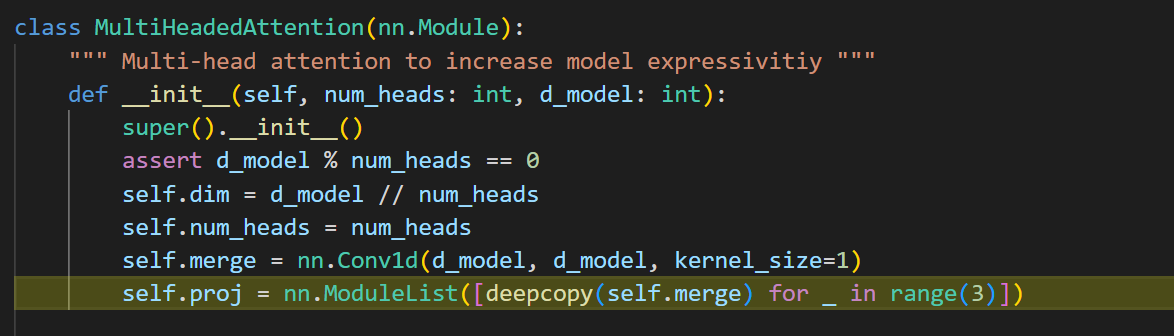 class MultiHeadedAttention(nn.Module):
    """ Multi-head attention to increase model expressivitiy """
    def __init__(self, num_heads: int, d_model: int):
        super().__init__()
        assert d_model % num_heads == 0
        self.dim = d_model // num_heads
        self.num_heads = num_heads
        self.merge = nn.Conv1d(d_model, d_model, kernel_size=1)
        self.proj = nn.ModuleList([deepcopy(self.merge) for _ in range(3)])